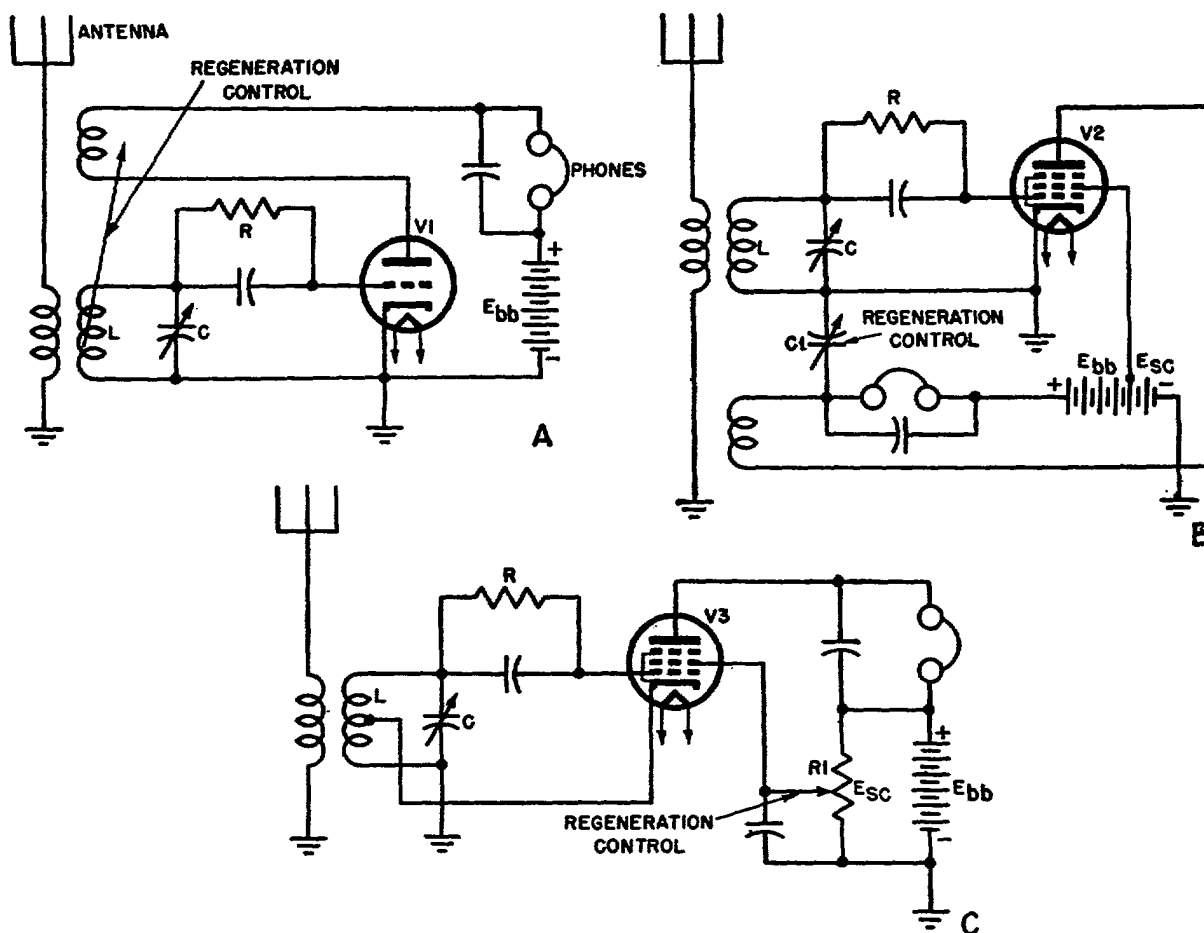 ANTENNA
REGENERATION
CONTROL
PHONES
R
V1
L
C
Ebb
+
-
A
R
V2
L
C
REGENERATION
CONTROL
C1
Ebb
Esc
+
-
B
R
V3
L
C
R1
Esc
Ebb
+
-
REGENERATION
CONTROL
C